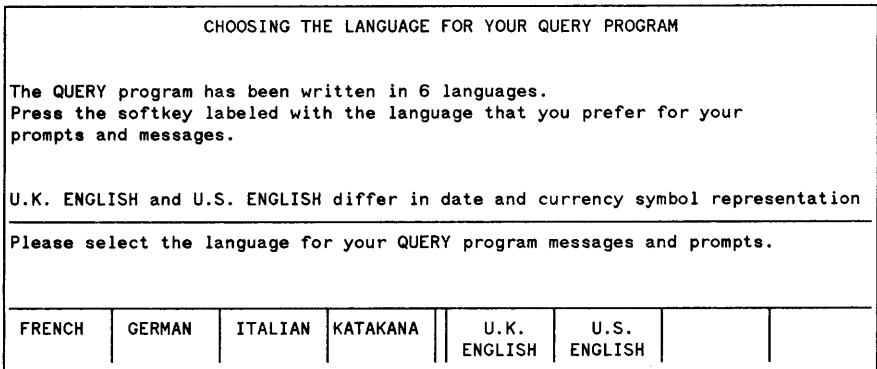 CHOOSING THE LANGUAGE FOR YOUR QUERY PROGRAM
The QUERY program has been written in 6 languages.
Press the softkey labeled with the language that you prefer for your
prompts and messages.
U.K. ENGLISH and U.S. ENGLISH differ in date and currency symbol representation
Please select the language for your QUERY program messages and prompts.
FRENCH GERMAN ITALIAN KATAKANA U.K. U.S.
ENGLISH ENGLISH